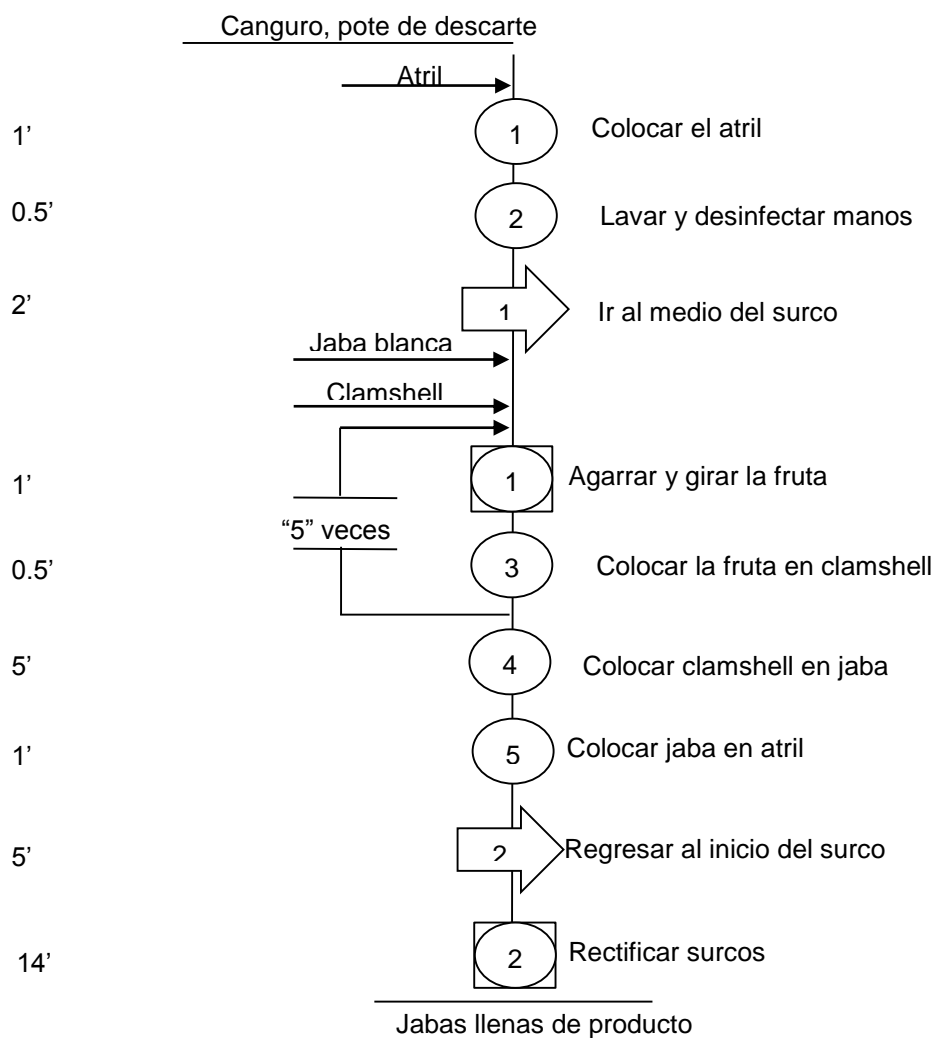 Canguro, pote de descarte
Atril
1’ 1 Colocar el atril
0.5’ 2 Lavar y desinfectar manos
2’ 1 Ir al medio del surco
Jaba blanca
Clamshell
1’ 1 Agarrar y girar la fruta
“5” veces
0.5’ 3 Colocar la fruta en clamshell
5’ 4 Colocar clamshell en jaba
1’ 5 Colocar jaba en atril
5’ 2 Regresar al inicio del surco
14’ 2 Rectificar surcos
Jabas llenas de producto